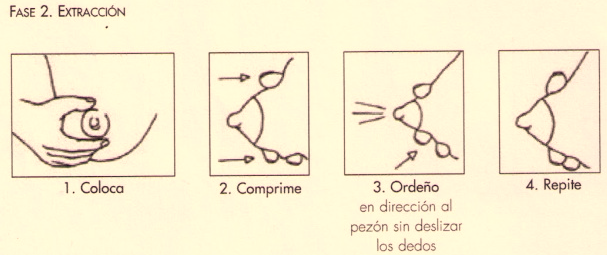 FASE 2. EXTRACCIÓN
1. Coloca
2. Comprime
3. Ordeño
en dirección al
pezón sin deslizar
los dedos
4. Repite